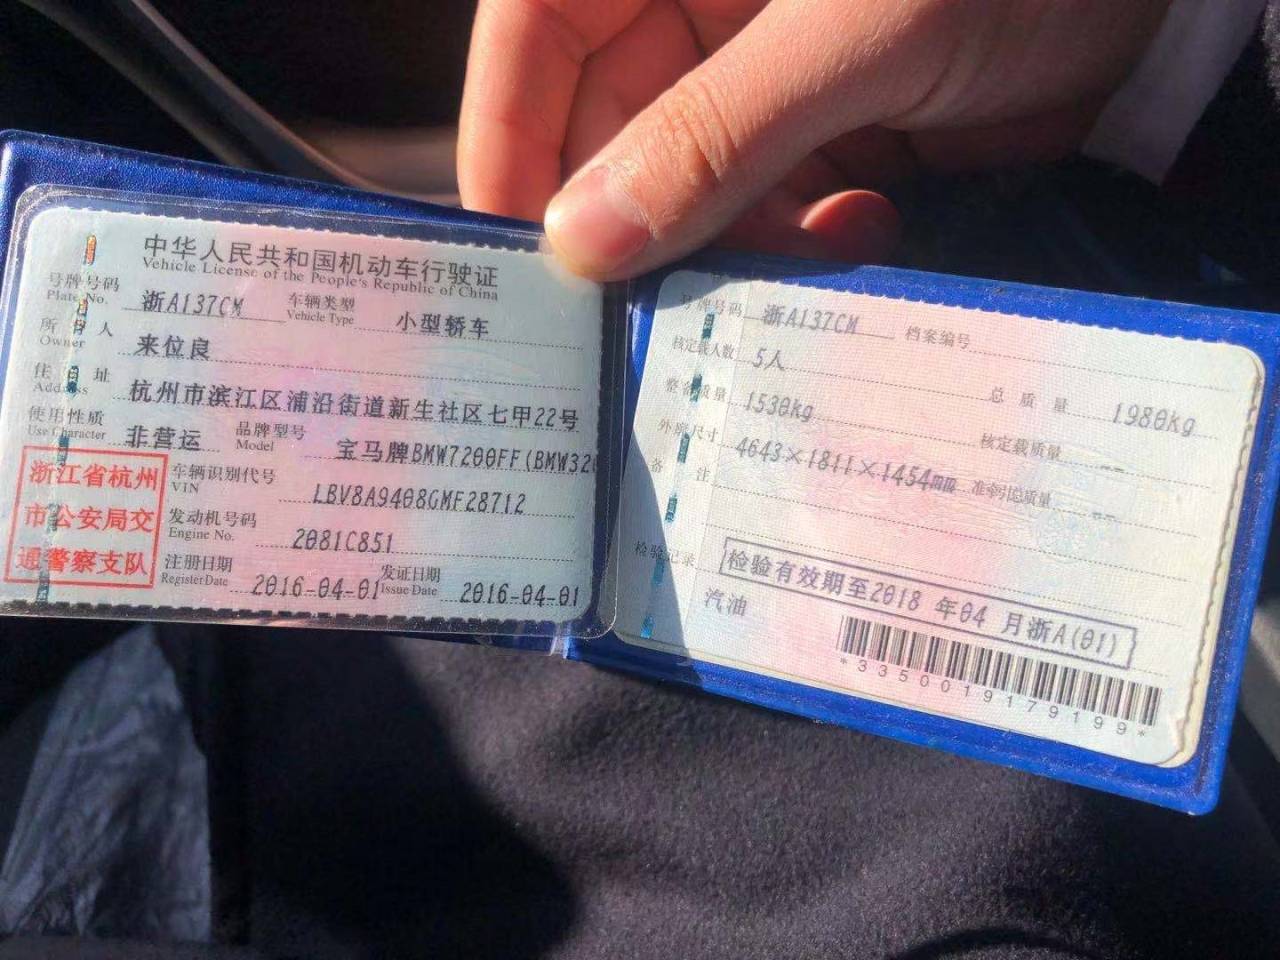 中华人民共和国机动车行驶证
Vehicle License of the People's Republic of China
号牌号码 浙A137CM 车辆类型 小型轿车
Plate No. Vehicle Type
所有人 来位良
Owner
住址 杭州市滨江区浦沿街道新生社区七甲22号
Address
使用性质 非营运 品牌型号 宝马牌BMW7200FF(BMW320
Use Character Model
浙江省杭州
市公安局交
通警察支队
车辆识别代号 LBV8A9408GMF28712
VIN
发动机号码 2081C851
Engine No.
注册日期 2016-04-01 发证日期 2016-04-01
Register Date Issue Date
号牌号码 浙A137CM 档案编号
核定载人数 5人 总质量 1980kg
整备质量 1530kg 核定载质量 --
外廓尺寸 4643×1811×1454mm 准牵引总质量 --
备注
检验记录 检验有效期至2018 年04 月浙A(01)
汽油
*3350019179199*